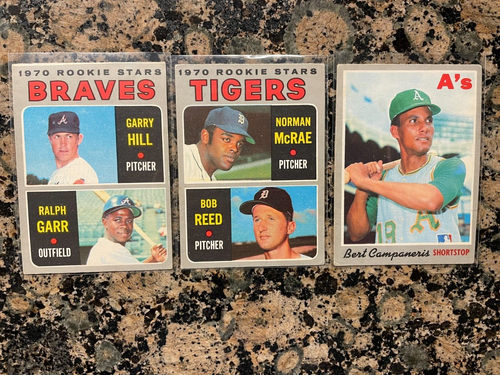 1970 ROOKIE STARS
BRAVES
A
GARRY
HILL
PITCHER
RALPH
GARR
OUTFIELD
1970 ROOKIE STARS
TIGERS
D
NORMAN
McRAE
PITCHER
BOB
REED
PITCHER
D
A's
A
A
19
Bert Campaneris SHORTSTOP